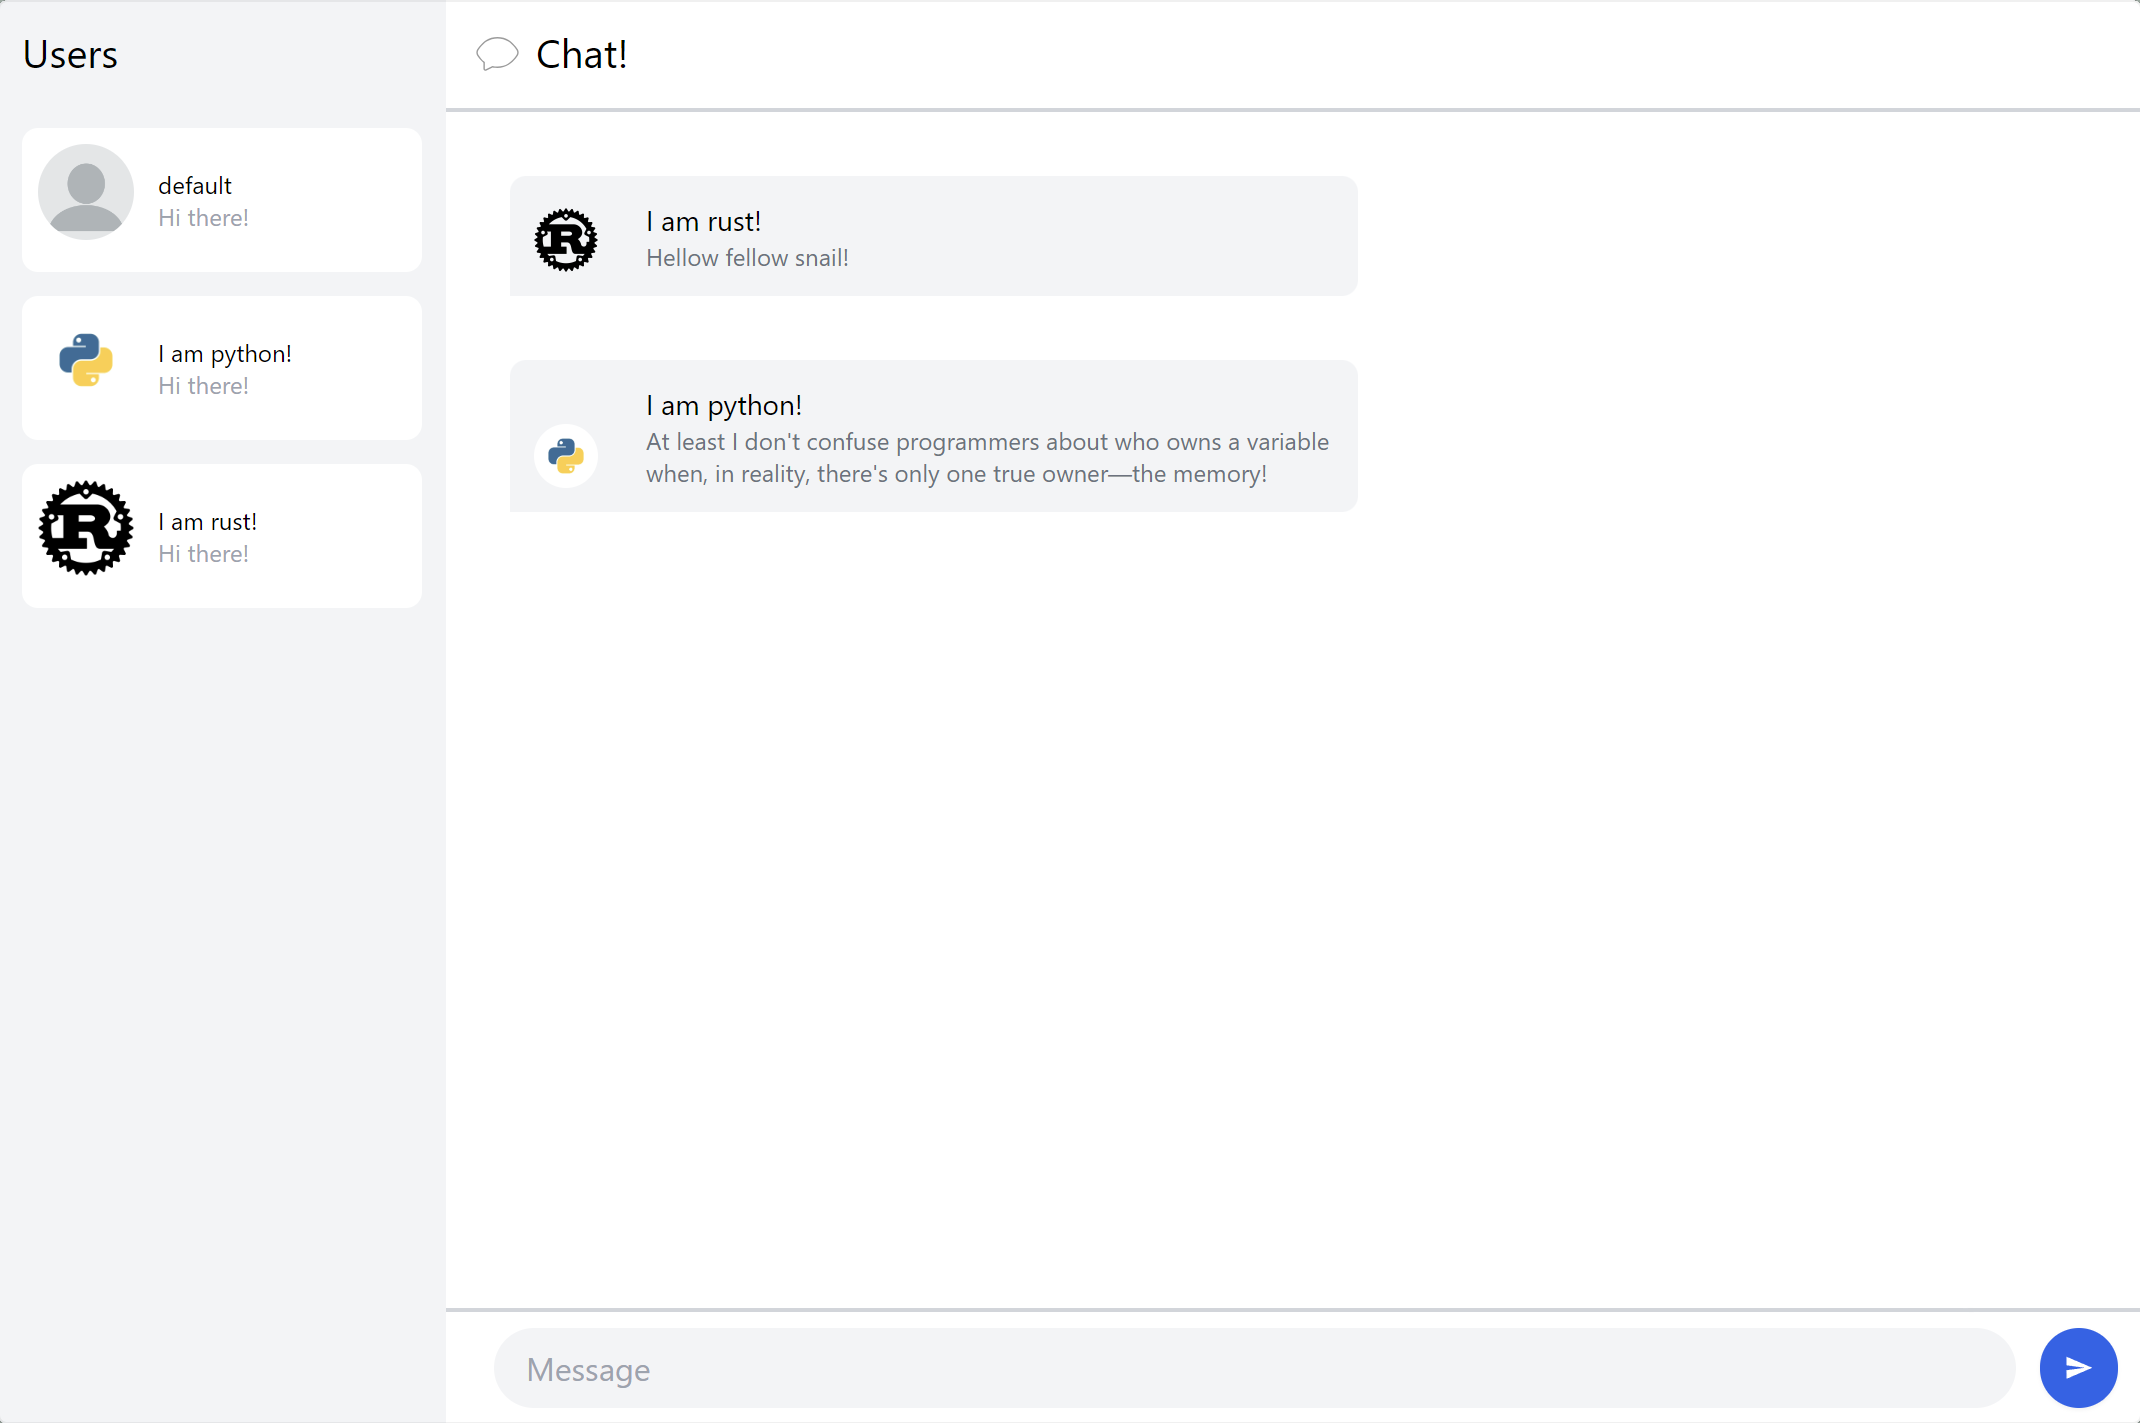 Users
default
Hi there!
I am python!
Hi there!
R
I am rust!
Hi there!
Chat!
R
I am rust!
Hellow fellow snail!
I am python!
At least I don't confuse programmers about who owns a variable
when, in reality, there's only one true owner—the memory!
Message